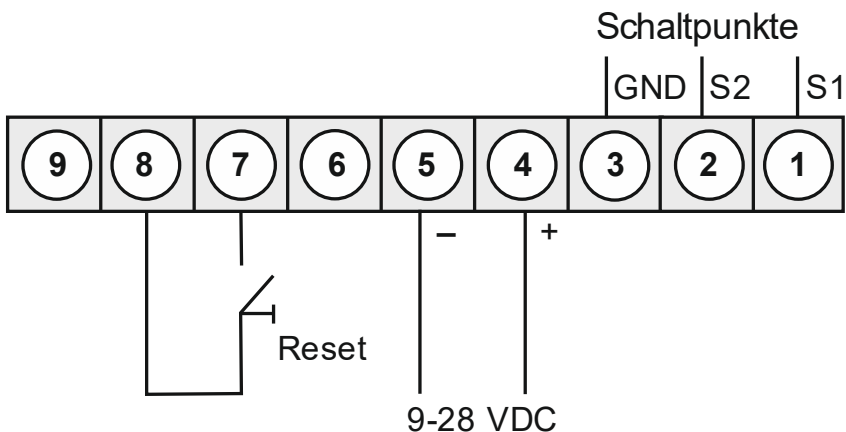 Schaltpunkte
GND S2 S1
9 8 7 6 5 4 3 2 1
– +
Reset
9-28 VDC